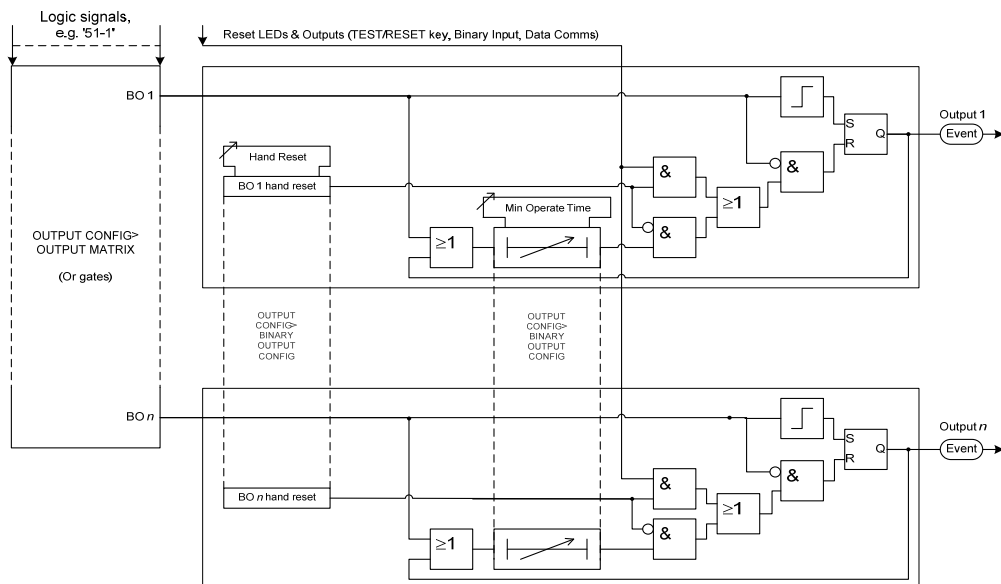 Logic signals,
e.g. '51-1'
Reset LEDs & Outputs (TEST/RESET key, Binary Input, Data Comms)
BO 1
Output 1
S
Q
R
Event
&
Hand Reset
&
BO 1 hand reset
≥1
Min Operate Time
&
≥1
OUTPUT CONFIG>
OUTPUT MATRIX
(Or gates)
OUTPUT
CONFIG>
BINARY
OUTPUT
CONFIG
OUTPUT
CONFIG>
BINARY
OUTPUT
CONFIG
BO n
Output n
S
Q
R
Event
&
&
BO n hand reset
≥1
&
≥1